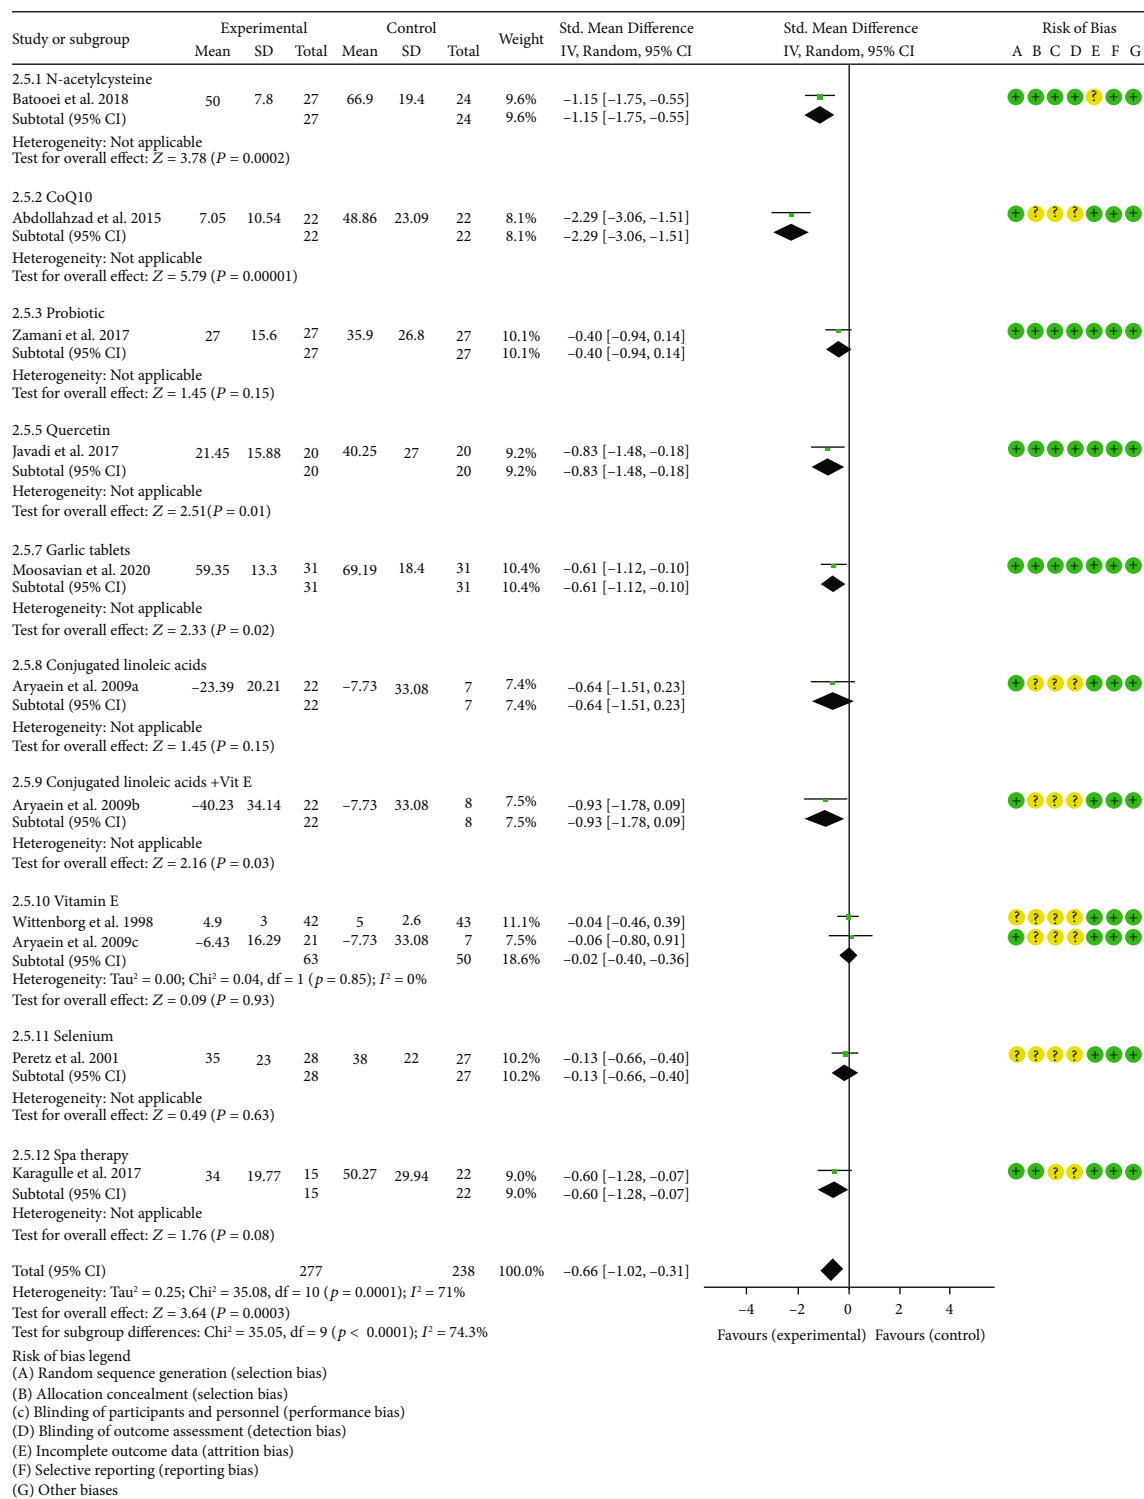 Study or subgroup Experimental Control Weight Std. Mean Difference Std. Mean Difference Risk of Bias
Mean SD Total Mean SD Total IV, Random, 95% CI IV, Random, 95% CI A B C D E F G
2.5.1 N-acetylcysteine
Batooei et al. 2018 50 7.8 27 66.9 19.4 24 9.6% −1.15 [−1.75, −0.55] + + + + ? + +
Subtotal (95% CI) 27 24 9.6% −1.15 [−1.75, −0.55]
Heterogeneity: Not applicable
Test for overall effect: Z = 3.78 (P = 0.0002)
2.5.2 CoQ10
Abdollahzad et al. 2015 7.05 10.54 22 48.86 23.09 22 8.1% −2.29 [−3.06, −1.51] + ? ? ? + + +
Subtotal (95% CI) 22 22 8.1% −2.29 [−3.06, −1.51]
Heterogeneity: Not applicable
Test for overall effect: Z = 5.79 (P = 0.00001)
2.5.3 Probiotic
Zamani et al. 2017 27 15.6 27 35.9 26.8 27 10.1% −0.40 [−0.94, 0.14] + + + + + + +
Subtotal (95% CI) 27 27 10.1% −0.40 [−0.94, 0.14]
Heterogeneity: Not applicable
Test for overall effect: Z = 1.45 (P = 0.15)
2.5.5 Quercetin
Javadi et al. 2017 21.45 15.88 20 40.25 27 20 9.2% −0.83 [−1.48, −0.18] + + + + + + +
Subtotal (95% CI) 20 20 9.2% −0.83 [−1.48, −0.18]
Heterogeneity: Not applicable
Test for overall effect: Z = 2.51(P = 0.01)
2.5.7 Garlic tablets
Moosavian et al. 2020 59.35 13.3 31 69.19 18.4 31 10.4% −0.61 [−1.12, −0.10] + + + + + + +
Subtotal (95% CI) 31 31 10.4% −0.61 [−1.12, −0.10]
Heterogeneity: Not applicable
Test for overall effect: Z = 2.33 (P = 0.02)
2.5.8 Conjugated linoleic acids
Aryaein et al. 2009a −23.39 20.21 22 −7.73 33.08 7 7.4% −0.64 [−1.51, 0.23] + ? ? ? + + +
Subtotal (95% CI) 22 7 7.4% −0.64 [−1.51, 0.23]
Heterogeneity: Not applicable
Test for overall effect: Z = 1.45 (P = 0.15)
2.5.9 Conjugated linoleic acids +Vit E
Aryaein et al. 2009b −40.23 34.14 22 −7.73 33.08 8 7.5% −0.93 [−1.78, 0.09] + ? ? ? + + +
Subtotal (95% CI) 22 8 7.5% −0.93 [−1.78, 0.09]
Heterogeneity: Not applicable
Test for overall effect: Z = 2.16 (P = 0.03)
2.5.10 Vitamin E
Wittenborg et al. 1998 4.9 3 42 5 2.6 43 11.1% −0.04 [−0.46, 0.39] ? ? ? ? + + +
Aryaein et al. 2009c −6.43 16.29 21 −7.73 33.08 7 7.5% −0.06 [−0.80, 0.91] + ? ? ? + + +
Subtotal (95% CI) 63 50 18.6% −0.02 [−0.40, −0.36]
Heterogeneity: Tau² = 0.00; Chi² = 0.04, df = 1 (p = 0.85); I² = 0%
Test for overall effect: Z = 0.09 (P = 0.93)
2.5.11 Selenium
Peretz et al. 2001 35 23 28 38 22 27 10.2% −0.13 [−0.66, −0.40] ? ? ? ? + + +
Subtotal (95% CI) 28 27 10.2% −0.13 [−0.66, −0.40]
Heterogeneity: Not applicable
Test for overall effect: Z = 0.49 (P = 0.63)
2.5.12 Spa therapy
Karagulle et al. 2017 34 19.77 15 50.27 29.94 22 9.0% −0.60 [−1.28, −0.07] + + ? ? + + +
Subtotal (95% CI) 15 22 9.0% −0.60 [−1.28, −0.07]
Heterogeneity: Not applicable
Test for overall effect: Z = 1.76 (P = 0.08)
Total (95% CI) 277 238 100.0% −0.66 [−1.02, −0.31]
Heterogeneity: Tau² = 0.25; Chi² = 35.08, df = 10 (p = 0.0001); I² = 71%
Test for overall effect: Z = 3.64 (P = 0.0003)
Test for subgroup differences: Chi² = 35.05, df = 9 (p < 0.0001); I² = 74.3%
−4 −2 0 2 4
Favours (experimental) Favours (control)
Risk of bias legend
(A) Random sequence generation (selection bias)
(B) Allocation concealment (selection bias)
(c) Blinding of participants and personnel (performance bias)
(D) Blinding of outcome assessment (detection bias)
(E) Incomplete outcome data (attrition bias)
(F) Selective reporting (reporting bias)
(G) Other biases